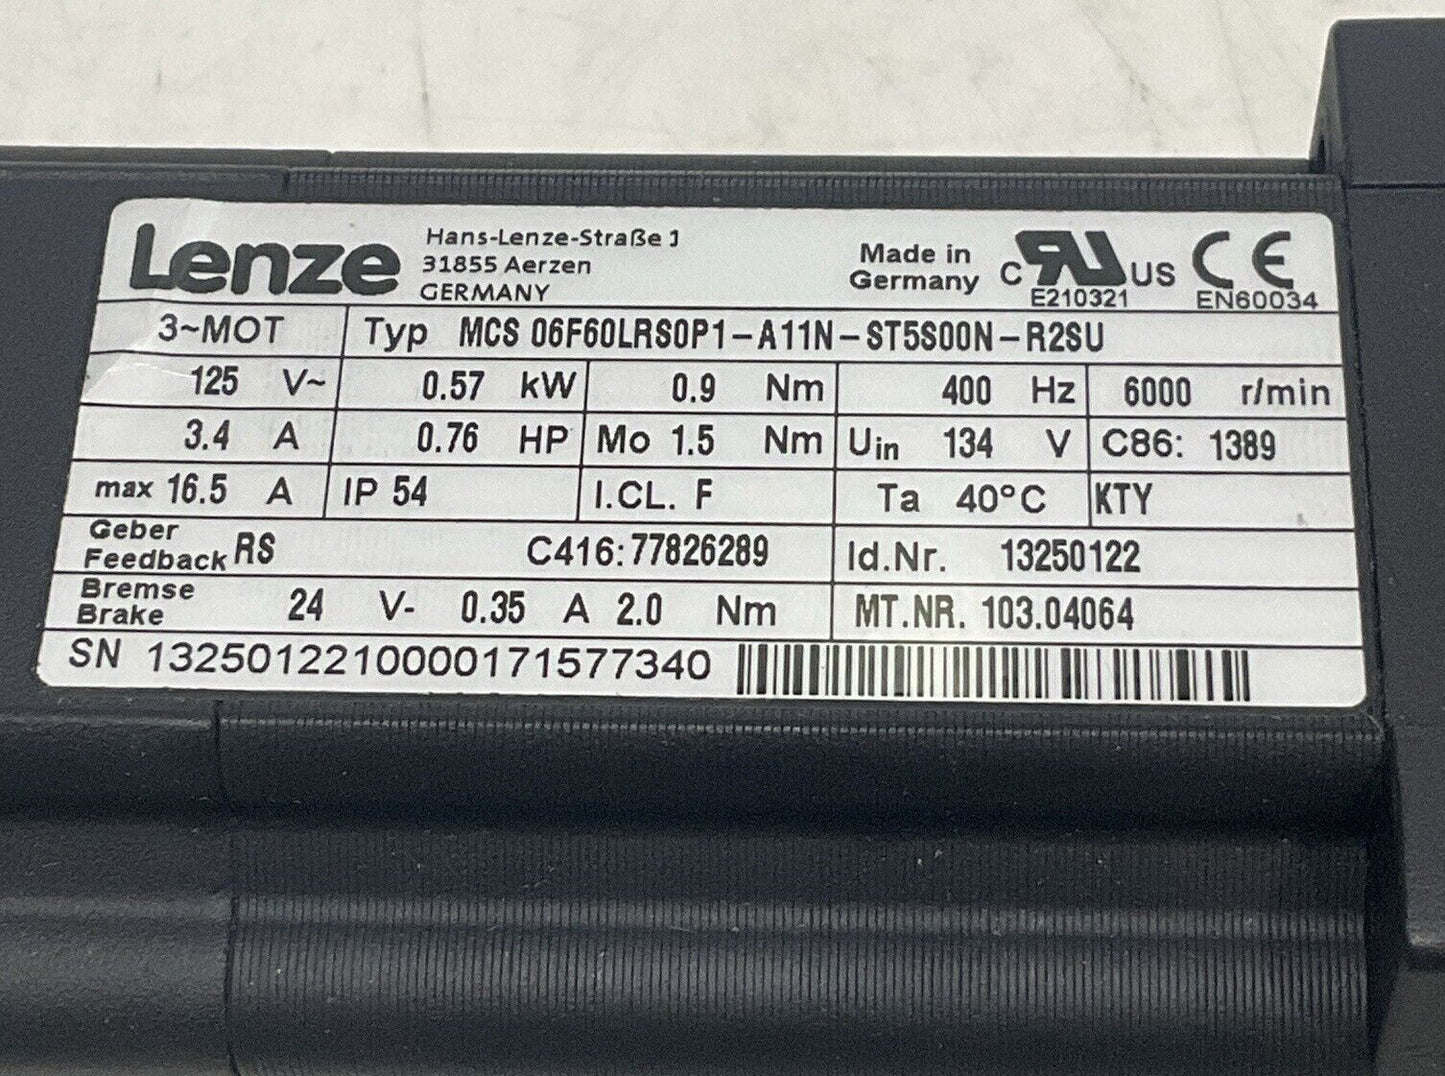 Lenze
Hans-Lenze-Straße 1
31855 Aerzen
GERMANY
Made in
Germany
C UR US
E210321
CE
EN60034
3~MOT Typ MCS 06F60LRS0P1-A11N-ST5S00N-R2SU
125 V~ 0.57 kW 0.9 Nm 400 Hz 6000 r/min
3.4 A 0.76 HP Mo 1.5 Nm Uin 134 V C86: 1389
max 16.5 A IP 54 I.CL. F Ta 40°C KTY
Geber
Feedback RS C416:77826289 Id.Nr. 13250122
Bremse
Brake 24 V- 0.35 A 2.0 Nm MT.NR. 103.04064
SN 1325012210000171577340